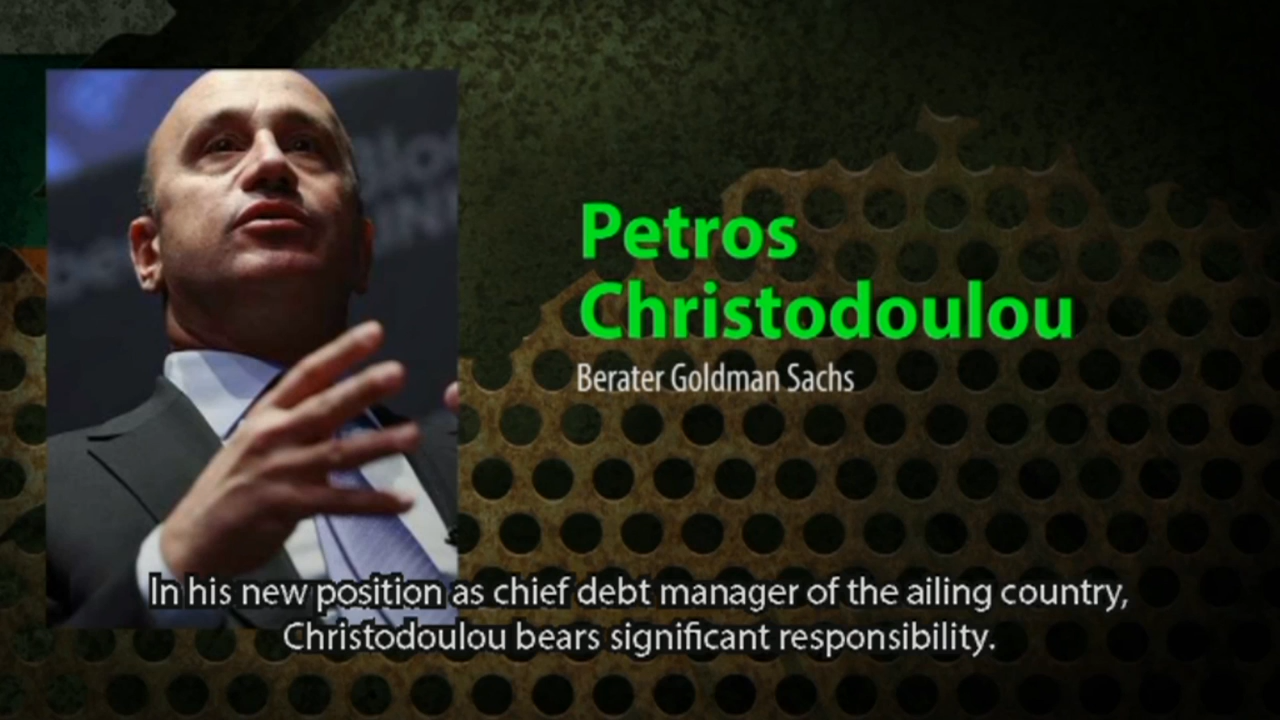 Petros
Christodoulou
Berater Goldman Sachs
In his new position as chief debt manager of the ailing country,
Christodoulou bears significant responsibility.